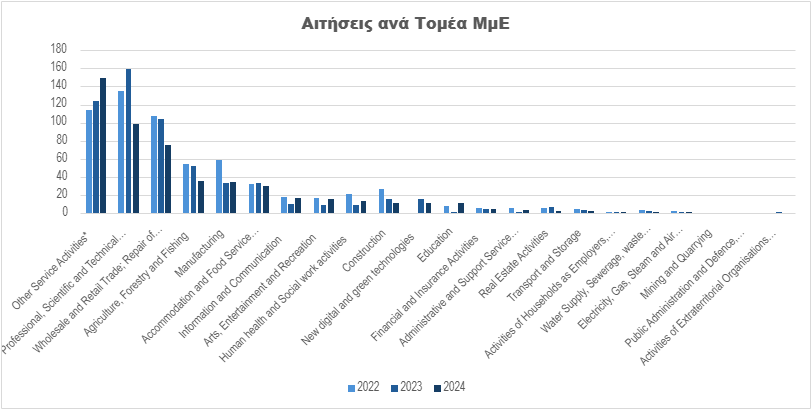 Αιτήσεις ανά Τομέα ΜμΕ
180
160
140
120
100
80
60
40
20
0
Other Service Activities*
Professional, Scientific and Technical…
Wholesale and Retail Trade, Repair of…
Agriculture, Forestry and Fishing
Manufacturing
Accommodation and Food Service…
Information and Communication
Arts, Entertainment and Recreation
Human health and Social work activities
Construction
New digital and green technologies
Education
Financial and Insurance Activities
Administrative and Support Service…
Real Estate Activities
Transport and Storage
Activities of Households as Employers,…
Water Supply, Sewerage, waste…
Electricity, Gas, Steam and Air…
Mining and Quarrying
Public Administration and Defence,…
Activities of Extraterritorial Organisations…
2022 2023 2024